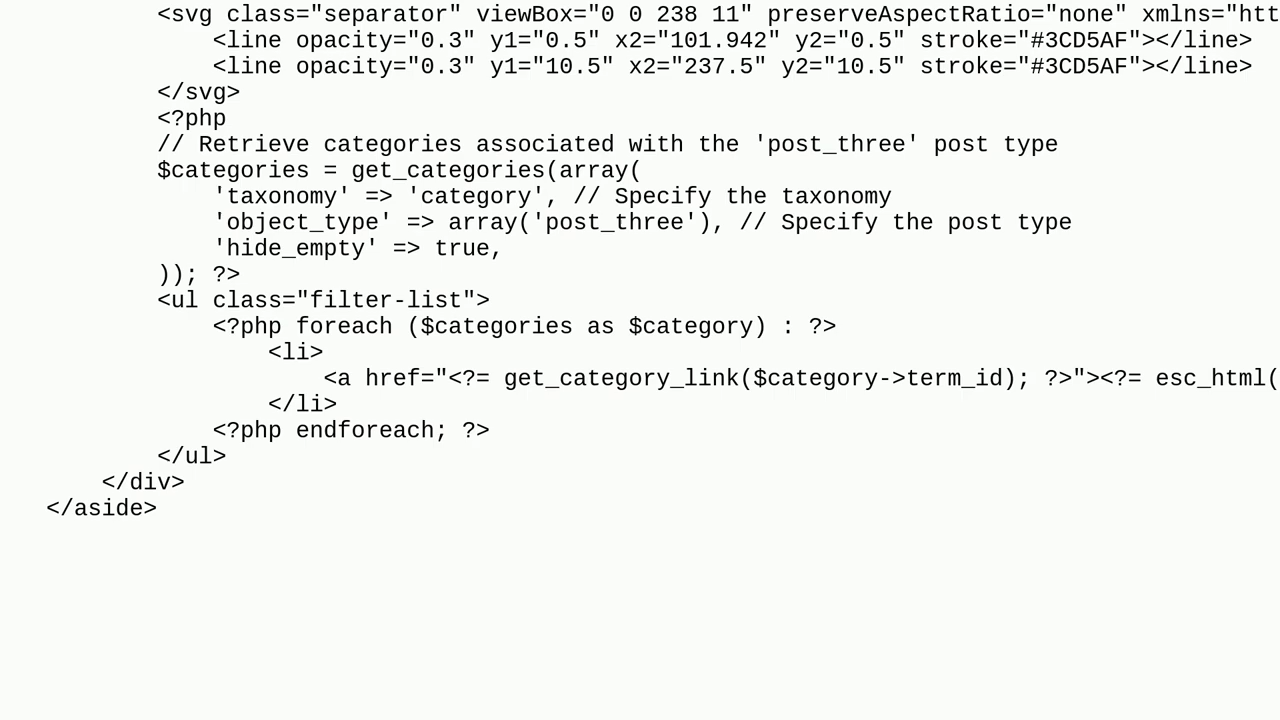 <svg class="separator" viewBox="0 0 238 11" preserveAspectRatio="none" xmlns="htt
<line opacity="0.3" y1="0.5" x2="101.942" y2="0.5" stroke="#3CD5AF"></line>
<line opacity="0.3" y1="10.5" x2="237.5" y2="10.5" stroke="#3CD5AF"></line>
</svg>
<?php
// Retrieve categories associated with the 'post_three' post type
$categories = get_categories(array(
'taxonomy' => 'category', // Specify the taxonomy
'object_type' => array('post_three'), // Specify the post type
'hide_empty' => true,
)); ?>
<ul class="filter-list">
<?php foreach ($categories as $category) : ?>
<li>
<a href="<?= get_category_link($category->term_id); ?>"><?= esc_html(
</li>
<?php endforeach; ?>
</ul>
</div>
</aside>